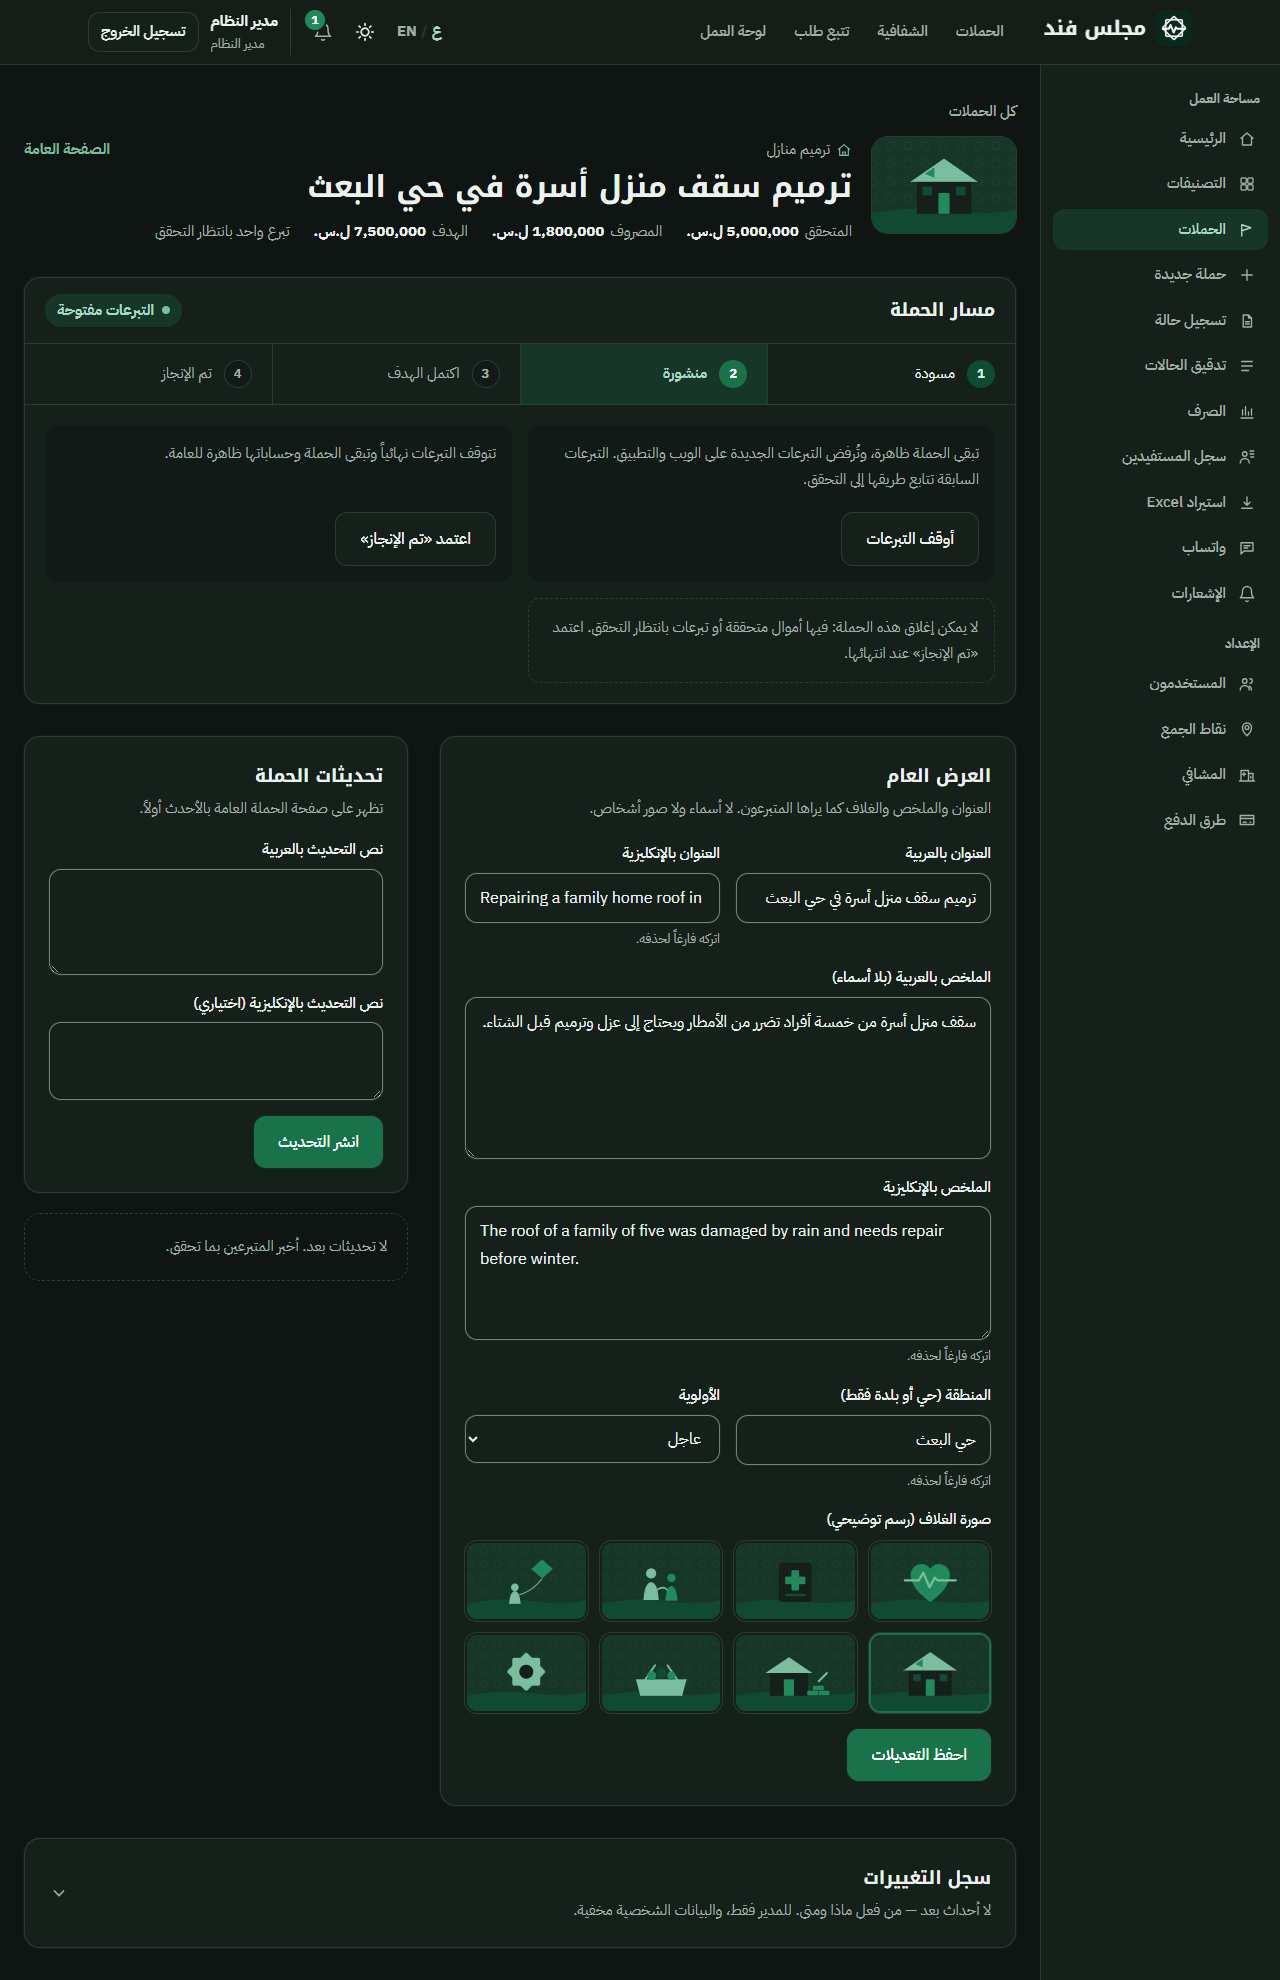 مجلس فند
الحملات
الشفافية
تتبع طلب
لوحة العمل
ع / EN
1
مدير النظام
مدير النظام
تسجيل الخروج
مساحة العمل
الرئيسية
التصنيفات
الحملات
حملة جديدة
تسجيل حالة
تدقيق الحالات
الصرف
سجل المستفيدين
استيراد Excel
واتساب
الإشعارات
الإعداد
المستخدمون
نقاط الجمع
المشافي
طرق الدفع
كل الحملات
ترميم منازل
الصفحة العامة
ترميم سقف منزل أسرة في حي البعث
المتحقق 5,000,000 ل.س. المصروف 1,800,000 ل.س. الهدف 7,500,000 ل.س. تبرع واحد بانتظار التحقق
مسار الحملة
التبرعات مفتوحة
1 مسودة
2 منشورة
3 اكتمل الهدف
4 تم الإنجاز
تبقى الحملة ظاهرة، وتُرفض التبرعات الجديدة على الويب والتطبيق. التبرعات
السابقة تتابع طريقها إلى التحقق.
أوقف التبرعات
تتوقف التبرعات نهائياً وتبقى الحملة وحساباتها ظاهرة للعامة.
اعتمد «تم الإنجاز»
لا يمكن إغلاق هذه الحملة: فيها أموال متحققة أو تبرعات بانتظار التحقق. اعتمد
«تم الإنجاز» عند انتهائها.
العرض العام
العنوان والملخص والغلاف كما يراها المتبرعون. لا أسماء ولا صور أشخاص.
العنوان بالعربية
ترميم سقف منزل أسرة في حي البعث
العنوان بالإنكليزية
Repairing a family home roof in
اتركه فارغاً لحذفه.
الملخص بالعربية (بلا أسماء)
سقف منزل أسرة من خمسة أفراد تضرر من الأمطار ويحتاج إلى عزل وترميم قبل الشتاء.
الملخص بالإنكليزية
The roof of a family of five was damaged by rain and needs repair
before winter.
اتركه فارغاً لحذفه.
المنطقة (حي أو بلدة فقط)
حي البعث
اتركه فارغاً لحذفه.
الأولوية
عاجل
صورة الغلاف (رسم توضيحي)
احفظ التعديلات
تحديثات الحملة
تظهر على صفحة الحملة العامة بالأحدث أولاً.
نص التحديث بالعربية
نص التحديث بالإنكليزية (اختياري)
انشر التحديث
لا تحديثات بعد. أخبر المتبرعين بما تحقق.
سجل التغييرات
لا أحداث بعد — من فعل ماذا ومتى. للمدير فقط، والبيانات الشخصية مخفية.